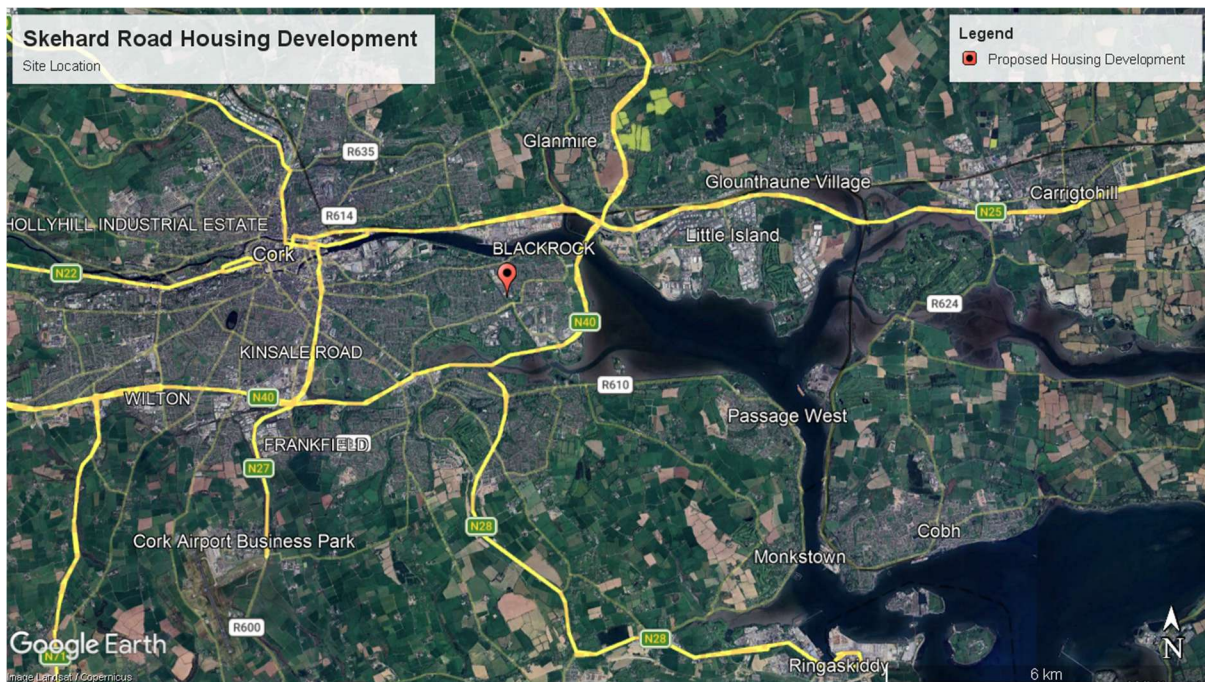 Skehard Road Housing Development
Site Location
Legend
Proposed Housing Development
Glanmire
R635
Glounthaune Village
Carrigtohill
N25
R614
HOLLYHILL INDUSTRIAL ESTATE
Little Island
BLACKROCK
Cork
N22
R624
N40
KINSALE ROAD
R610
WILTON
N40
Passage West
FRANKFIELD
N27
N28
Cobh
Cork Airport Business Park
Monkstown
R600
N28
Google Earth
N71
Ringaskiddy
N
6 km
Image Landsat / Copernicus